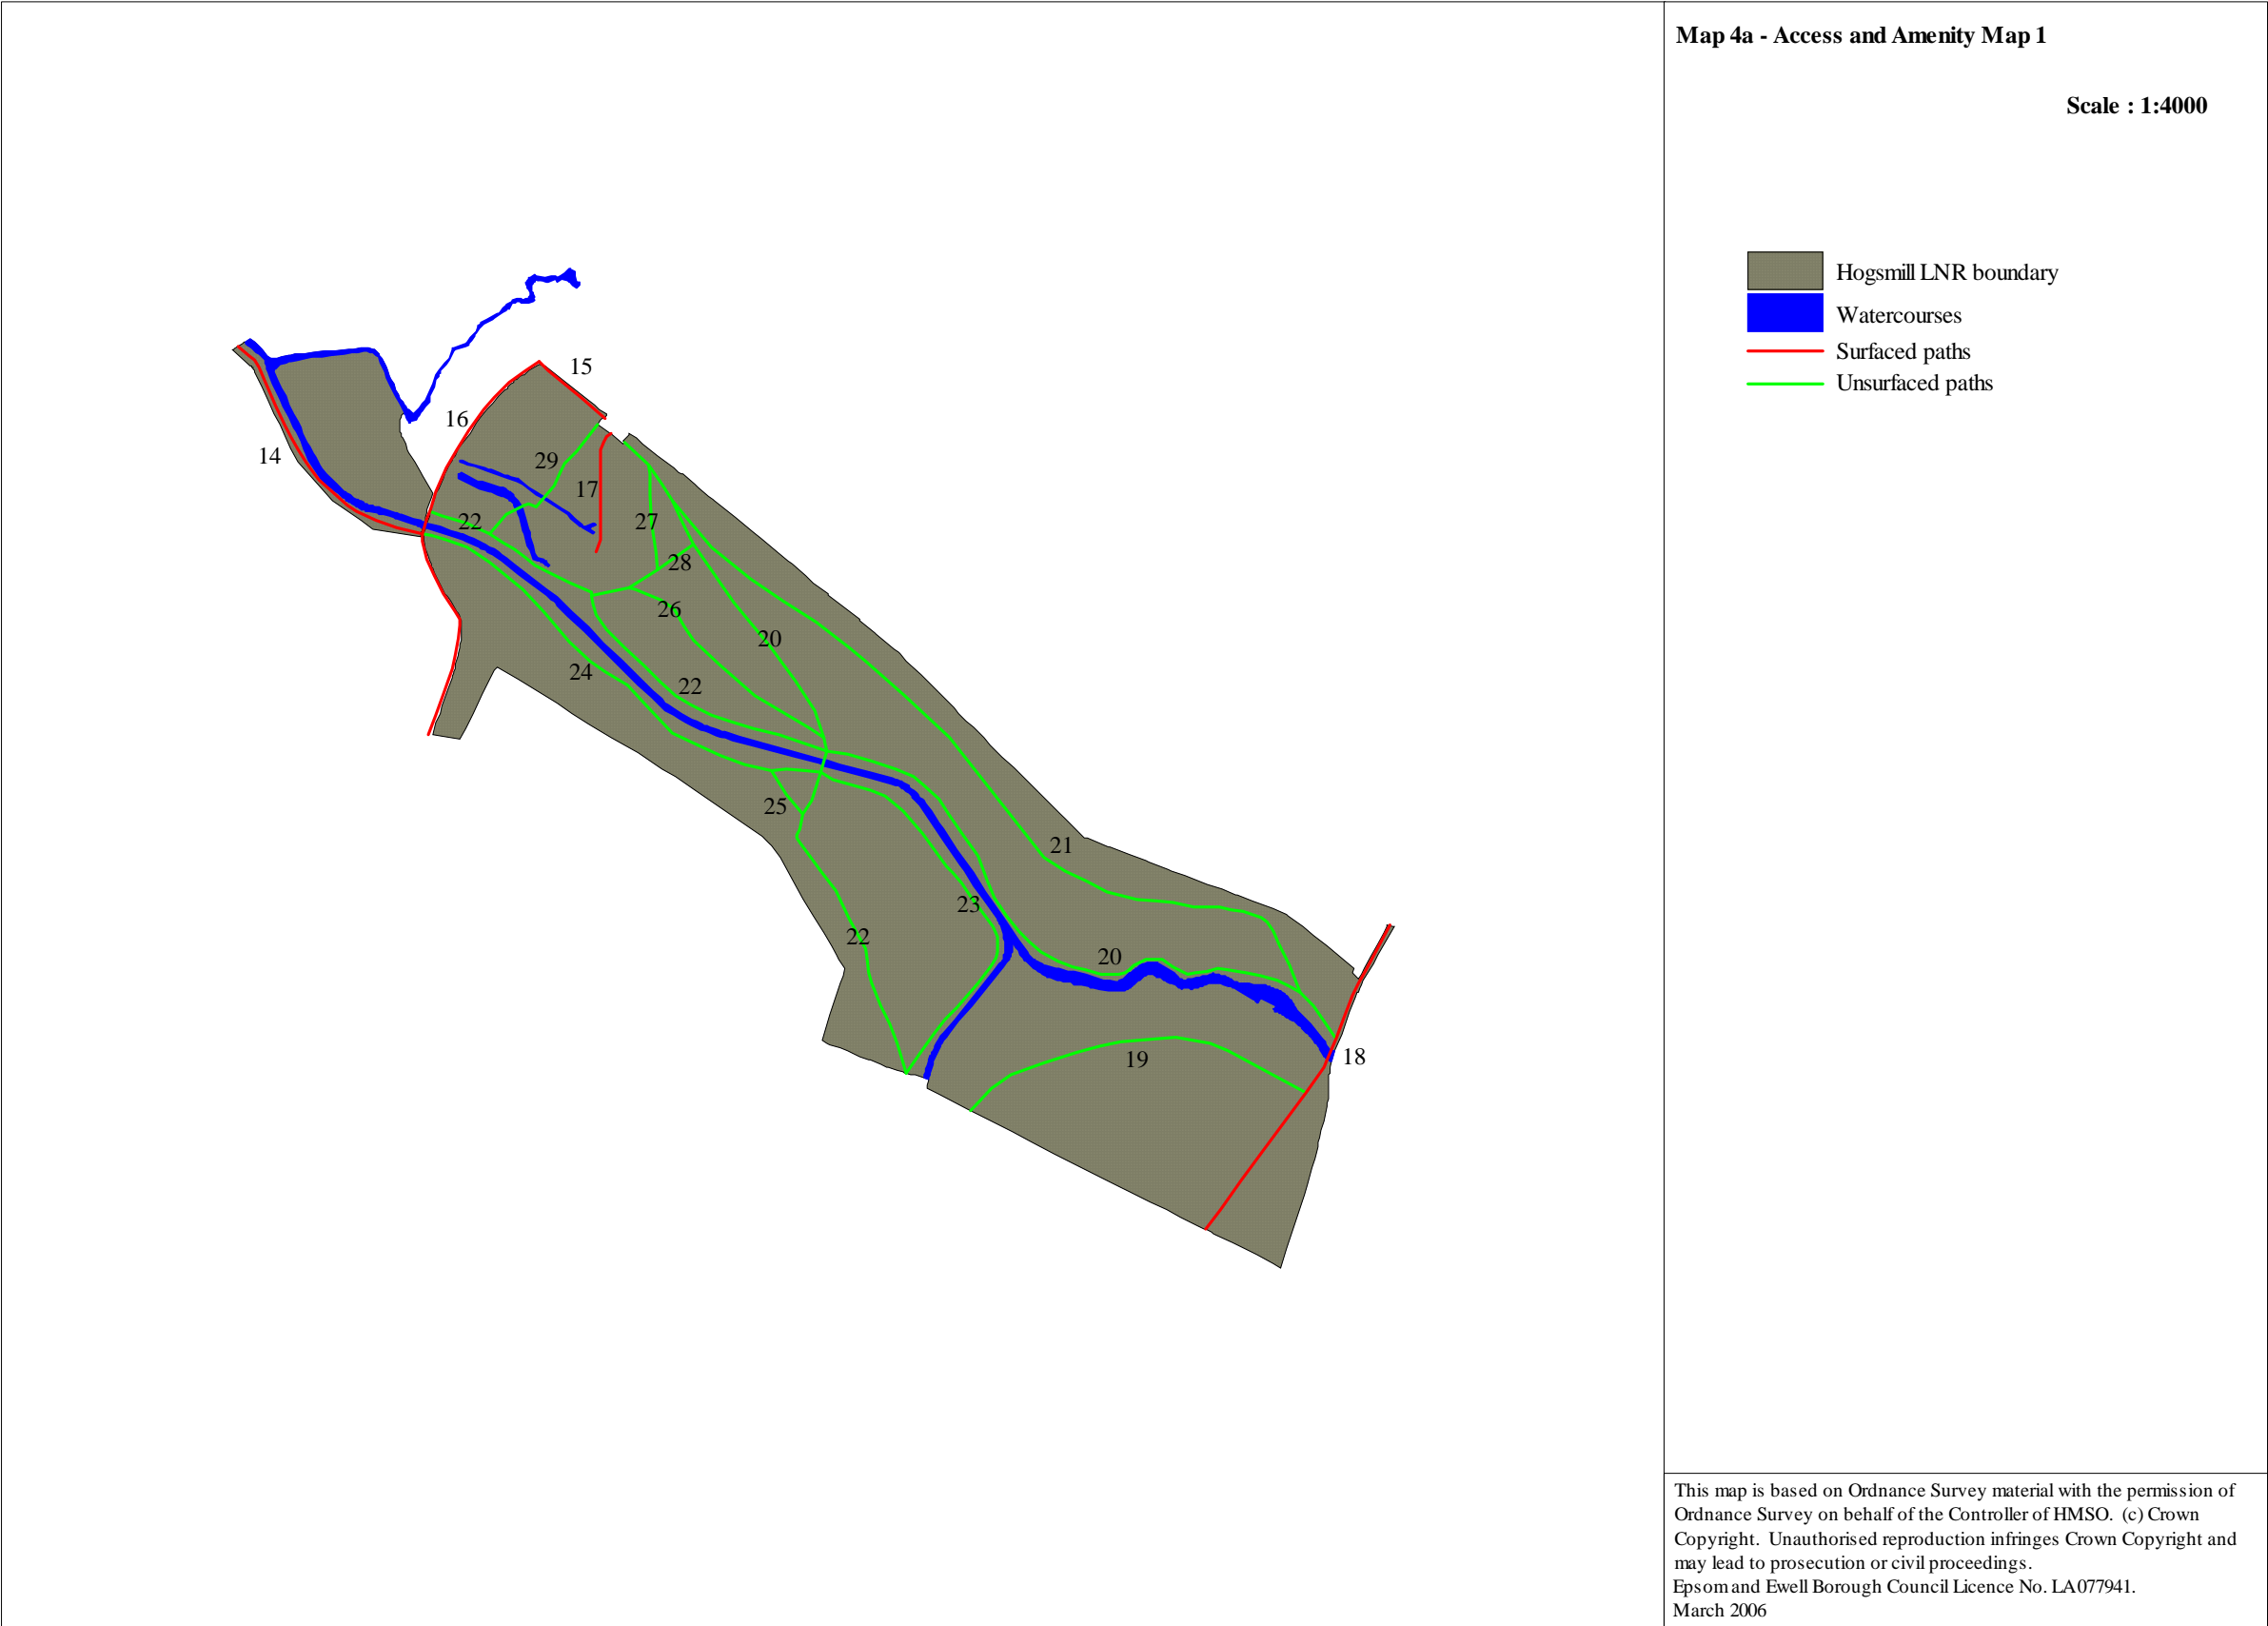 Map 4a - Access and Amenity Map 1
Scale : 1:4000
Hogsmill LNR boundary
Watercourses
Surfaced paths
Unsurfaced paths
15
16
14
29
17
22
27
28
26
20
24
22
25
21
23
22
20
19
18
This map is based on Ordnance Survey material with the permission of
Ordnance Survey on behalf of the Controller of HMSO. (c) Crown
Copyright. Unauthorised reproduction infringes Crown Copyright and
may lead to prosecution or civil proceedings.
Epsom and Ewell Borough Council Licence No. LA077941.
March 2006